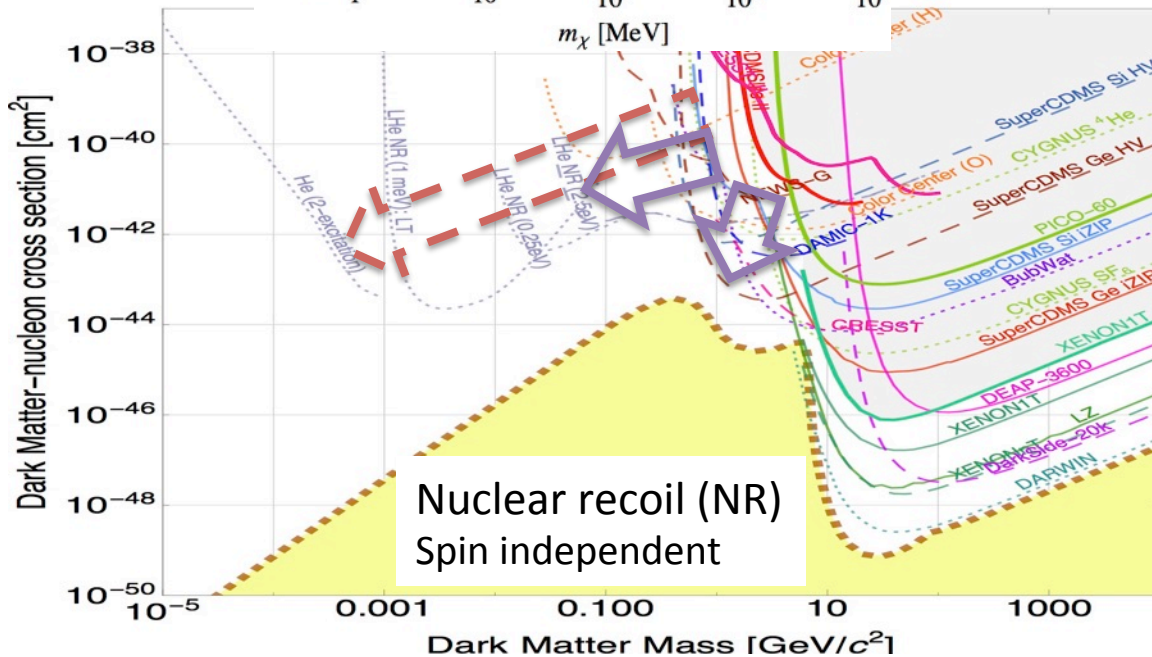 m_χ [MeV]
Dark Matter-nucleon cross section [cm²]
10⁻³⁸
10⁻⁴⁰
10⁻⁴²
10⁻⁴⁴
10⁻⁴⁶
10⁻⁴⁸
10⁻⁵⁰
He (2-excitation)
LHe NR (1 meV) LT
LHe NR (0.25eV)
Color Center (O)
SuperCDMS Si HV
CYGNUS ⁴He
SuperCDMS Ge HV
DAMIC-1K
PICO-60
SuperCDMS Si iZIP
BubWat
CYGNUS SF₆
CRESST
SuperCDMS Ge iZIP
XENON1T
DEAP-3600
XENON1T
LZ
DarkSide-20k
DARWIN
Nuclear recoil (NR)
Spin independent
10⁻⁵
0.001
0.100
10
1000
Dark Matter Mass [GeV/c²]